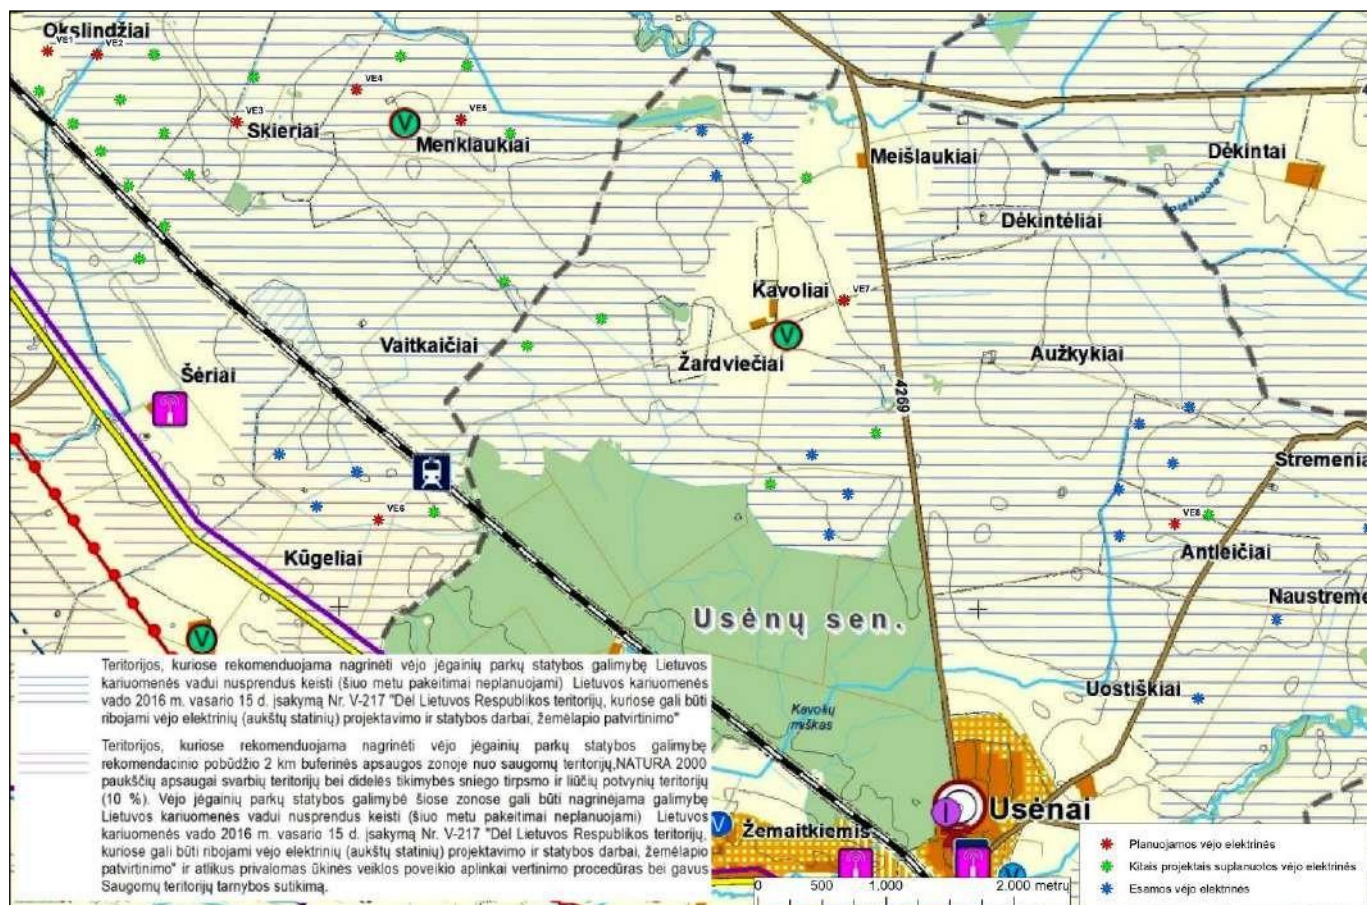 Okslindžiai
VE1
VE2
VE4
VE3
VE5
Skieriai
Menklaukiai
V
Meišlaukiai
Dėkintai
Dėkintėliai
Kavoliai
VE7
V
Vaitkaičiai
Žardviečiai
Aužkykiai
Šėriai
4269
Stremenia
VE6
VE8
Antleičiai
Kūgeliai
Naustreme
Usėnų sen.
V
Uostiškiai
Kavolių
miškas
Usėnai
I
V
Žemaitkiemis
V
Teritorijos, kuriose rekomenduojama nagrinėti vėjo jėgainių parkų statybos galimybę Lietuvos
kariuomenės vadui nusprendus keisti (šiuo metu pakeitimai neplanuojami) Lietuvos kariuomenės
vado 2016 m. vasario 15 d. įsakymą Nr. V-217 "Dėl Lietuvos Respublikos teritorijų, kuriose gali būti
ribojami vėjo elektrinių (aukštų statinių) projektavimo ir statybos darbai, žemėlapio patvirtinimo"
Teritorijos, kuriose rekomenduojama nagrinėti vėjo jėgainių parkų statybos galimybę
rekomendacinio pobūdžio 2 km buferinės apsaugos zonoje nuo saugomų teritorijų,NATURA 2000
paukščių apsaugai svarbių teritorijų bei didelės tikimybės sniego tirpsmo ir liūčių potvynių teritorijų
(10 %). Vėjo jėgainių parkų statybos galimybė šiose zonose gali būti nagrinėjama galimybę
Lietuvos kariuomenės vadui nusprendus keisti (šiuo metu pakeitimai neplanuojami) Lietuvos
kariuomenės vado 2016 m. vasario 15 d. įsakymą Nr. V-217 "Dėl Lietuvos Respublikos teritorijų,
kuriose gali būti ribojami vėjo elektrinių (aukštų statinių) projektavimo ir statybos darbai, žemėlapio
patvirtinimo" ir atlikus privalomas ūkinės veiklos poveikio aplinkai vertinimo procedūras bei gavus
Saugomų teritorijų tarnybos sutikimą.
0 500 1.000 2.000 metrų
Planuojamos vėjo elektrinės
Kitais projektais suplanuotos vėjo elektrinės
Esamos vėjo elektrinės